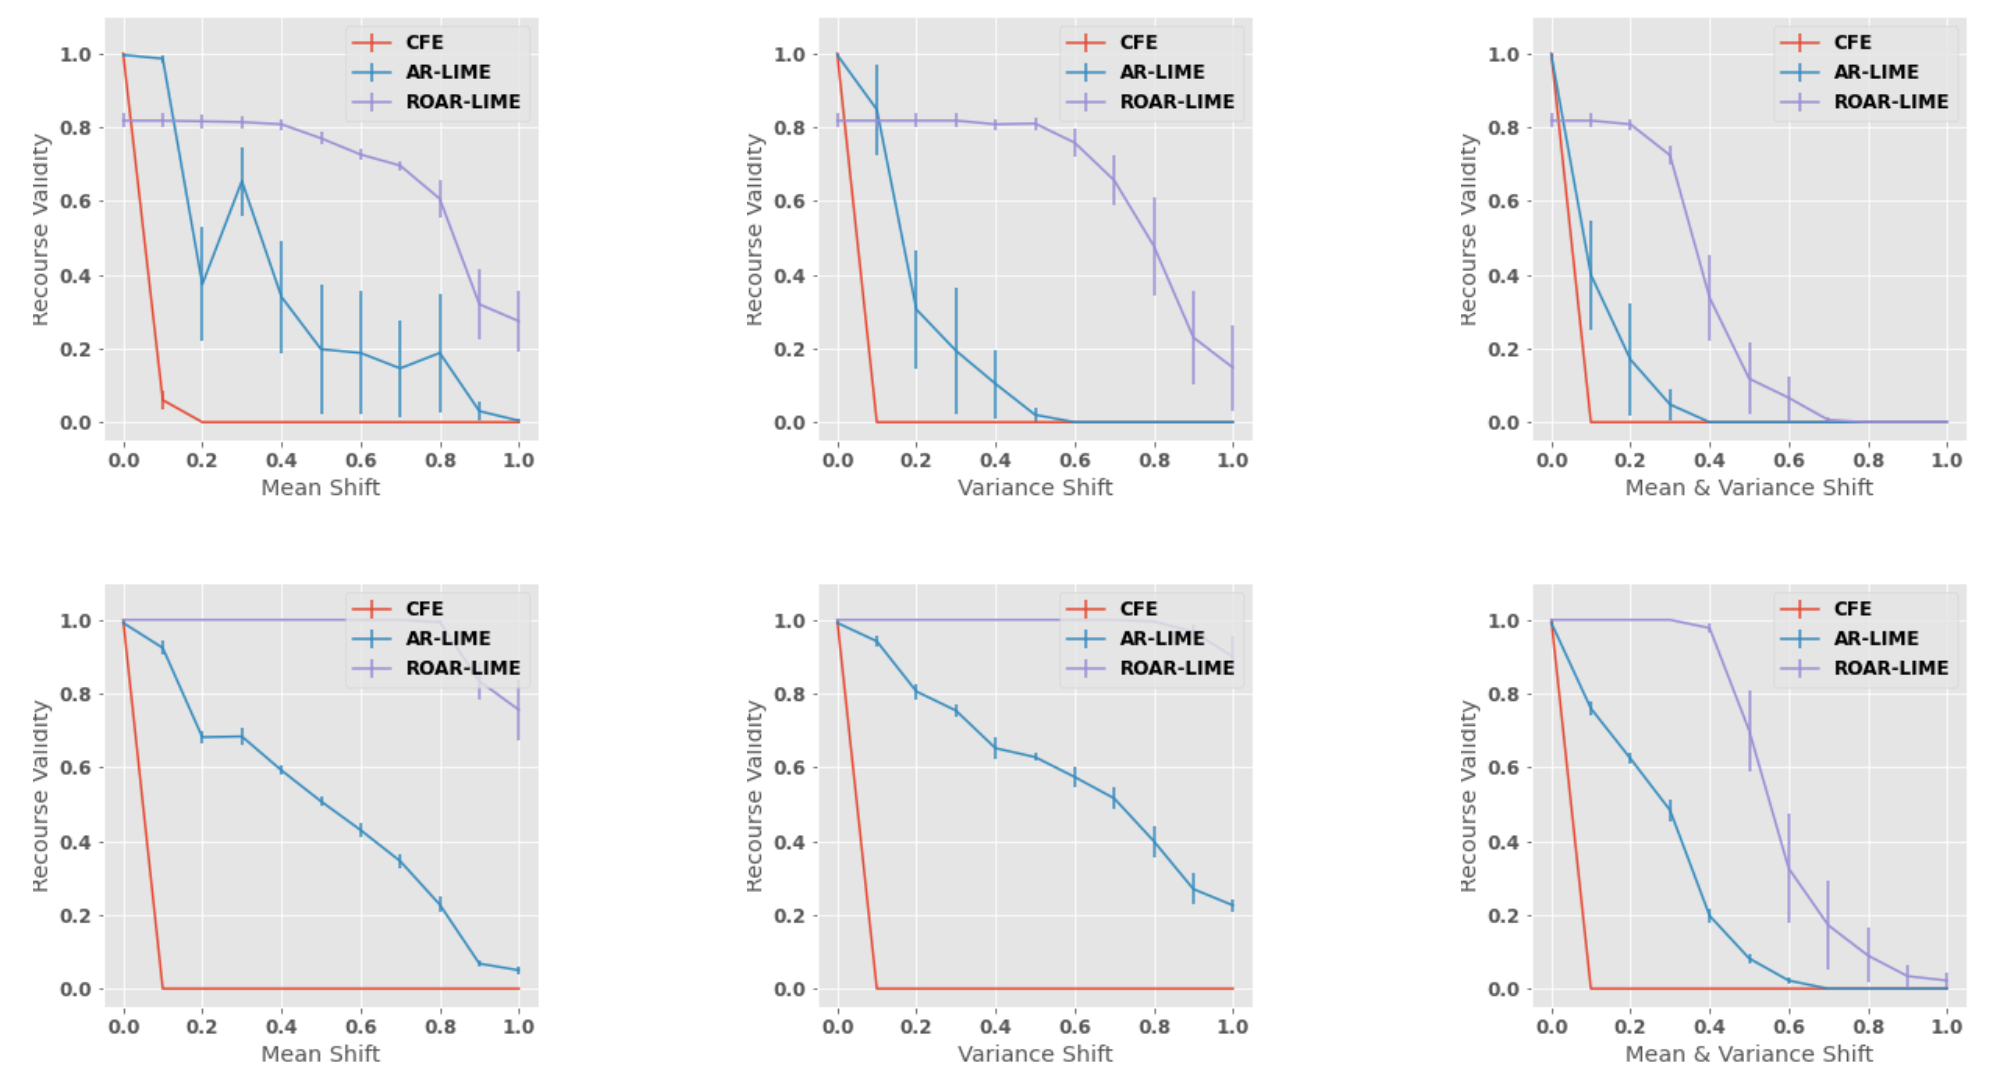 CFE
AR-LIME
ROAR-LIME
1.0
0.8
0.6
0.4
0.2
0.0
Recourse Validity
0.0 0.2 0.4 0.6 0.8 1.0
Mean Shift
CFE
AR-LIME
ROAR-LIME
1.0
0.8
0.6
0.4
0.2
0.0
Recourse Validity
0.0 0.2 0.4 0.6 0.8 1.0
Variance Shift
CFE
AR-LIME
ROAR-LIME
1.0
0.8
0.6
0.4
0.2
0.0
Recourse Validity
0.0 0.2 0.4 0.6 0.8 1.0
Mean & Variance Shift
CFE
AR-LIME
ROAR-LIME
1.0
0.8
0.6
0.4
0.2
0.0
Recourse Validity
0.0 0.2 0.4 0.6 0.8 1.0
Mean Shift
CFE
AR-LIME
ROAR-LIME
1.0
0.8
0.6
0.4
0.2
0.0
Recourse Validity
0.0 0.2 0.4 0.6 0.8 1.0
Variance Shift
CFE
AR-LIME
ROAR-LIME
1.0
0.8
0.6
0.4
0.2
0.0
Recourse Validity
0.0 0.2 0.4 0.6 0.8 1.0
Mean & Variance Shift